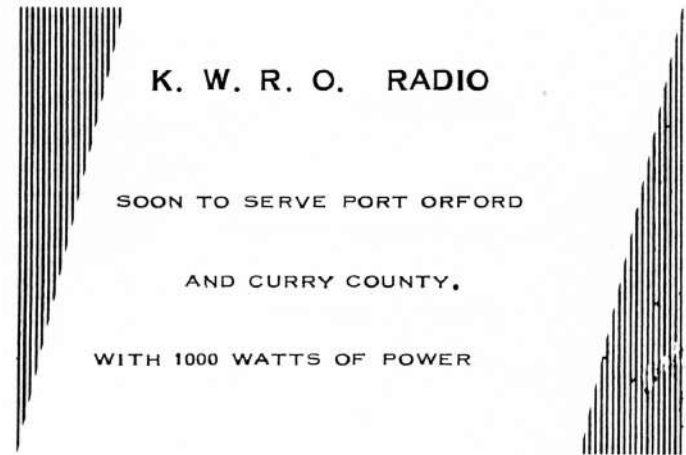 K. W. R. O. RADIO
SOON TO SERVE PORT ORFORD
AND CURRY COUNTY.
WITH 1000 WATTS OF POWER